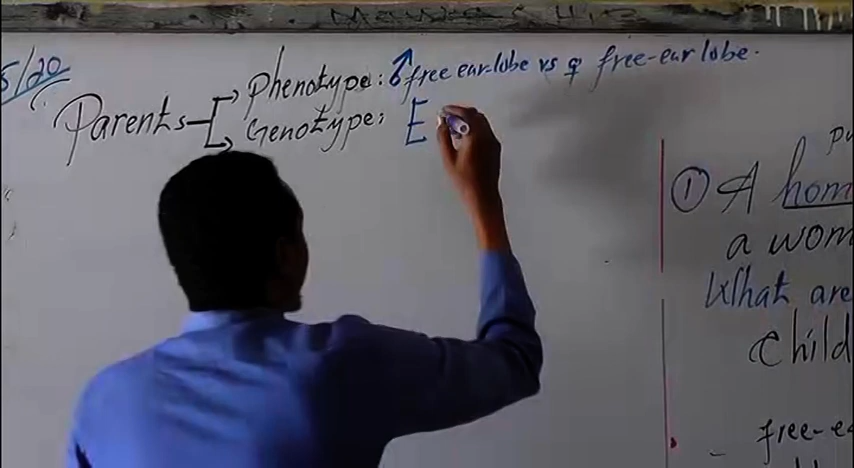 5/20
Parents
Phenotype: ♂ free ear-lobe vs ♀ free-ear lobe.
Genotype: E
① A hom
a wom
What are
Child
free-e